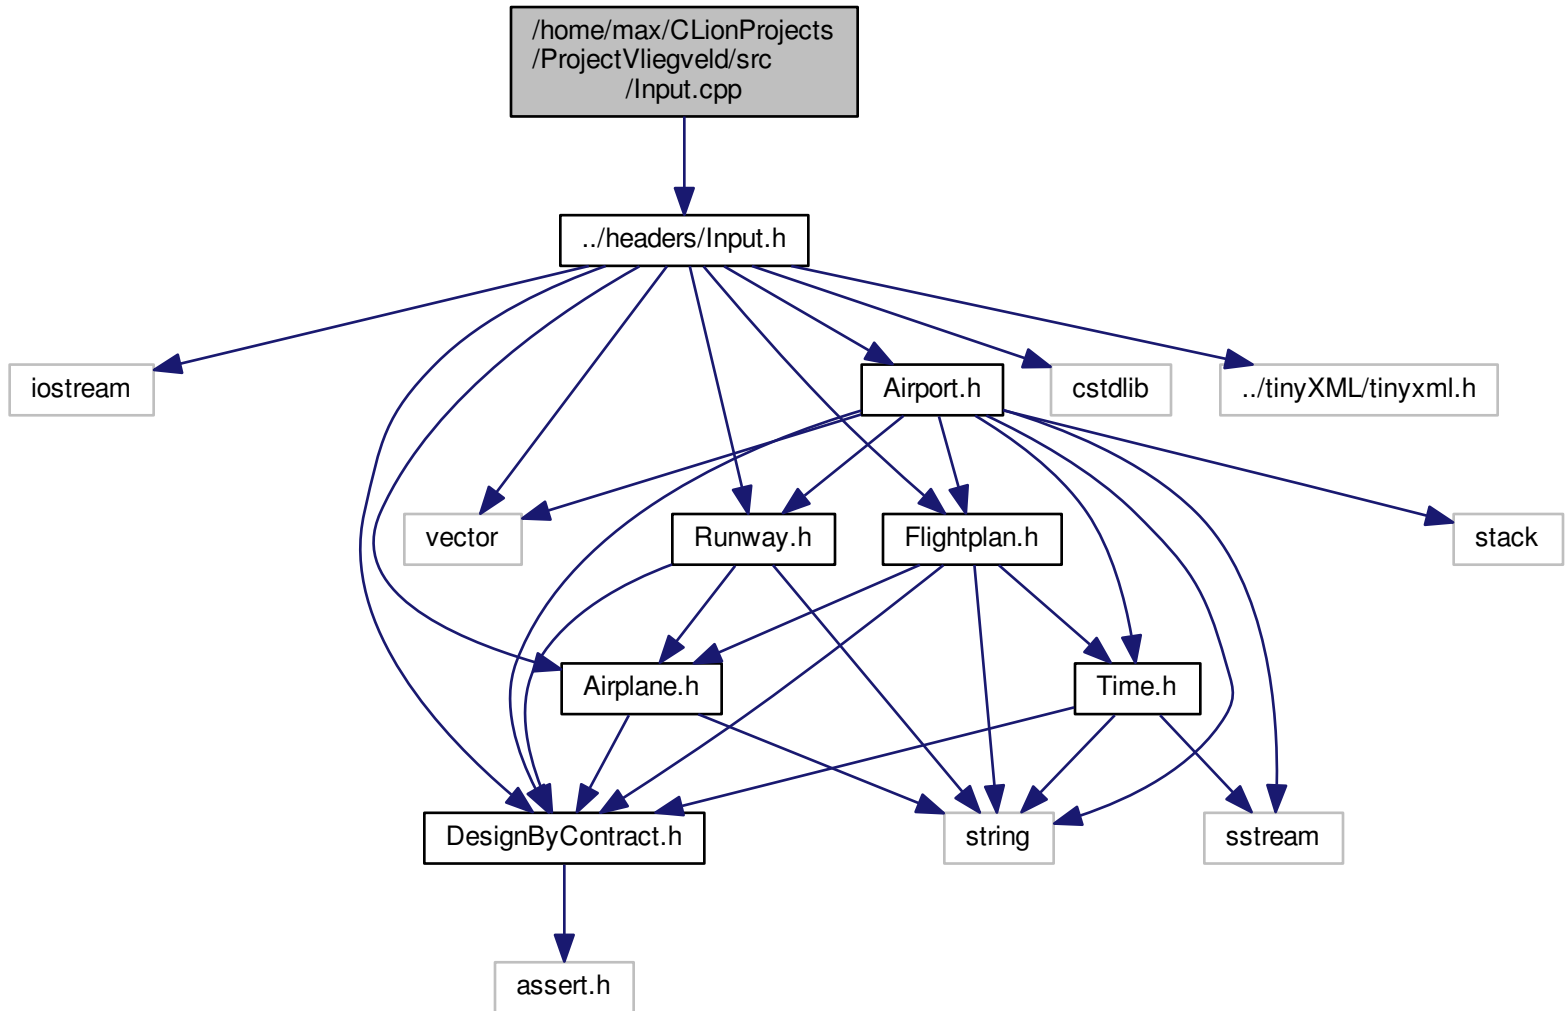 /home/max/CLionProjects
/ProjectVliegveld/src
/Input.cpp
../headers/Input.h
iostream
Airport.h
cstdlib
../tinyXML/tinyxml.h
vector
Runway.h
Flightplan.h
stack
Airplane.h
Time.h
DesignByContract.h
string
sstream
assert.h